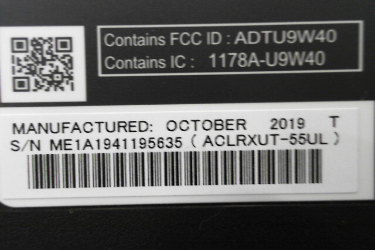 Contains FCC ID : ADTU9W40
Contains IC : 1178A-U9W40
MANUFACTURED: OCTOBER 2019 T
S/N ME1A1941195635 ( ACLRXUT-55UL )